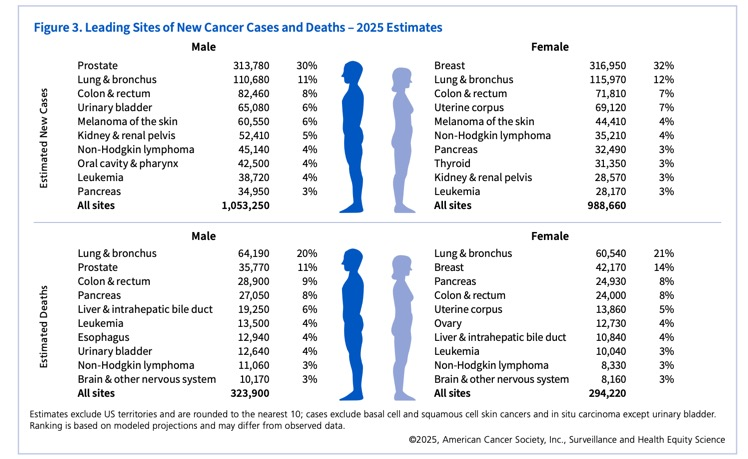 Figure 3. Leading Sites of New Cancer Cases and Deaths – 2025 Estimates
Estimated New Cases
Male
Prostate 313,780 30%
Lung & bronchus 110,680 11%
Colon & rectum 82,460 8%
Urinary bladder 65,080 6%
Melanoma of the skin 60,550 6%
Kidney & renal pelvis 52,410 5%
Non-Hodgkin lymphoma 45,140 4%
Oral cavity & pharynx 42,500 4%
Leukemia 38,720 4%
Pancreas 34,950 3%
All sites 1,053,250
Female
Breast 316,950 32%
Lung & bronchus 115,970 12%
Colon & rectum 71,810 7%
Uterine corpus 69,120 7%
Melanoma of the skin 44,410 4%
Non-Hodgkin lymphoma 35,210 4%
Pancreas 32,490 3%
Thyroid 31,350 3%
Kidney & renal pelvis 28,570 3%
Leukemia 28,170 3%
All sites 988,660
Estimated Deaths
Male
Lung & bronchus 64,190 20%
Prostate 35,770 11%
Colon & rectum 28,900 9%
Pancreas 27,050 8%
Liver & intrahepatic bile duct 19,250 6%
Leukemia 13,500 4%
Esophagus 12,940 4%
Urinary bladder 12,640 4%
Non-Hodgkin lymphoma 11,060 3%
Brain & other nervous system 10,170 3%
All sites 323,900
Female
Lung & bronchus 60,540 21%
Breast 42,170 14%
Pancreas 24,930 8%
Colon & rectum 24,000 8%
Uterine corpus 13,860 5%
Ovary 12,730 4%
Liver & intrahepatic bile duct 10,840 4%
Leukemia 10,040 3%
Non-Hodgkin lymphoma 8,330 3%
Brain & other nervous system 8,160 3%
All sites 294,220
Estimates exclude US territories and are rounded to the nearest 10; cases exclude basal cell and squamous cell skin cancers and in situ carcinoma except urinary bladder.
Ranking is based on modeled projections and may differ from observed data.
©2025, American Cancer Society, Inc., Surveillance and Health Equity Science